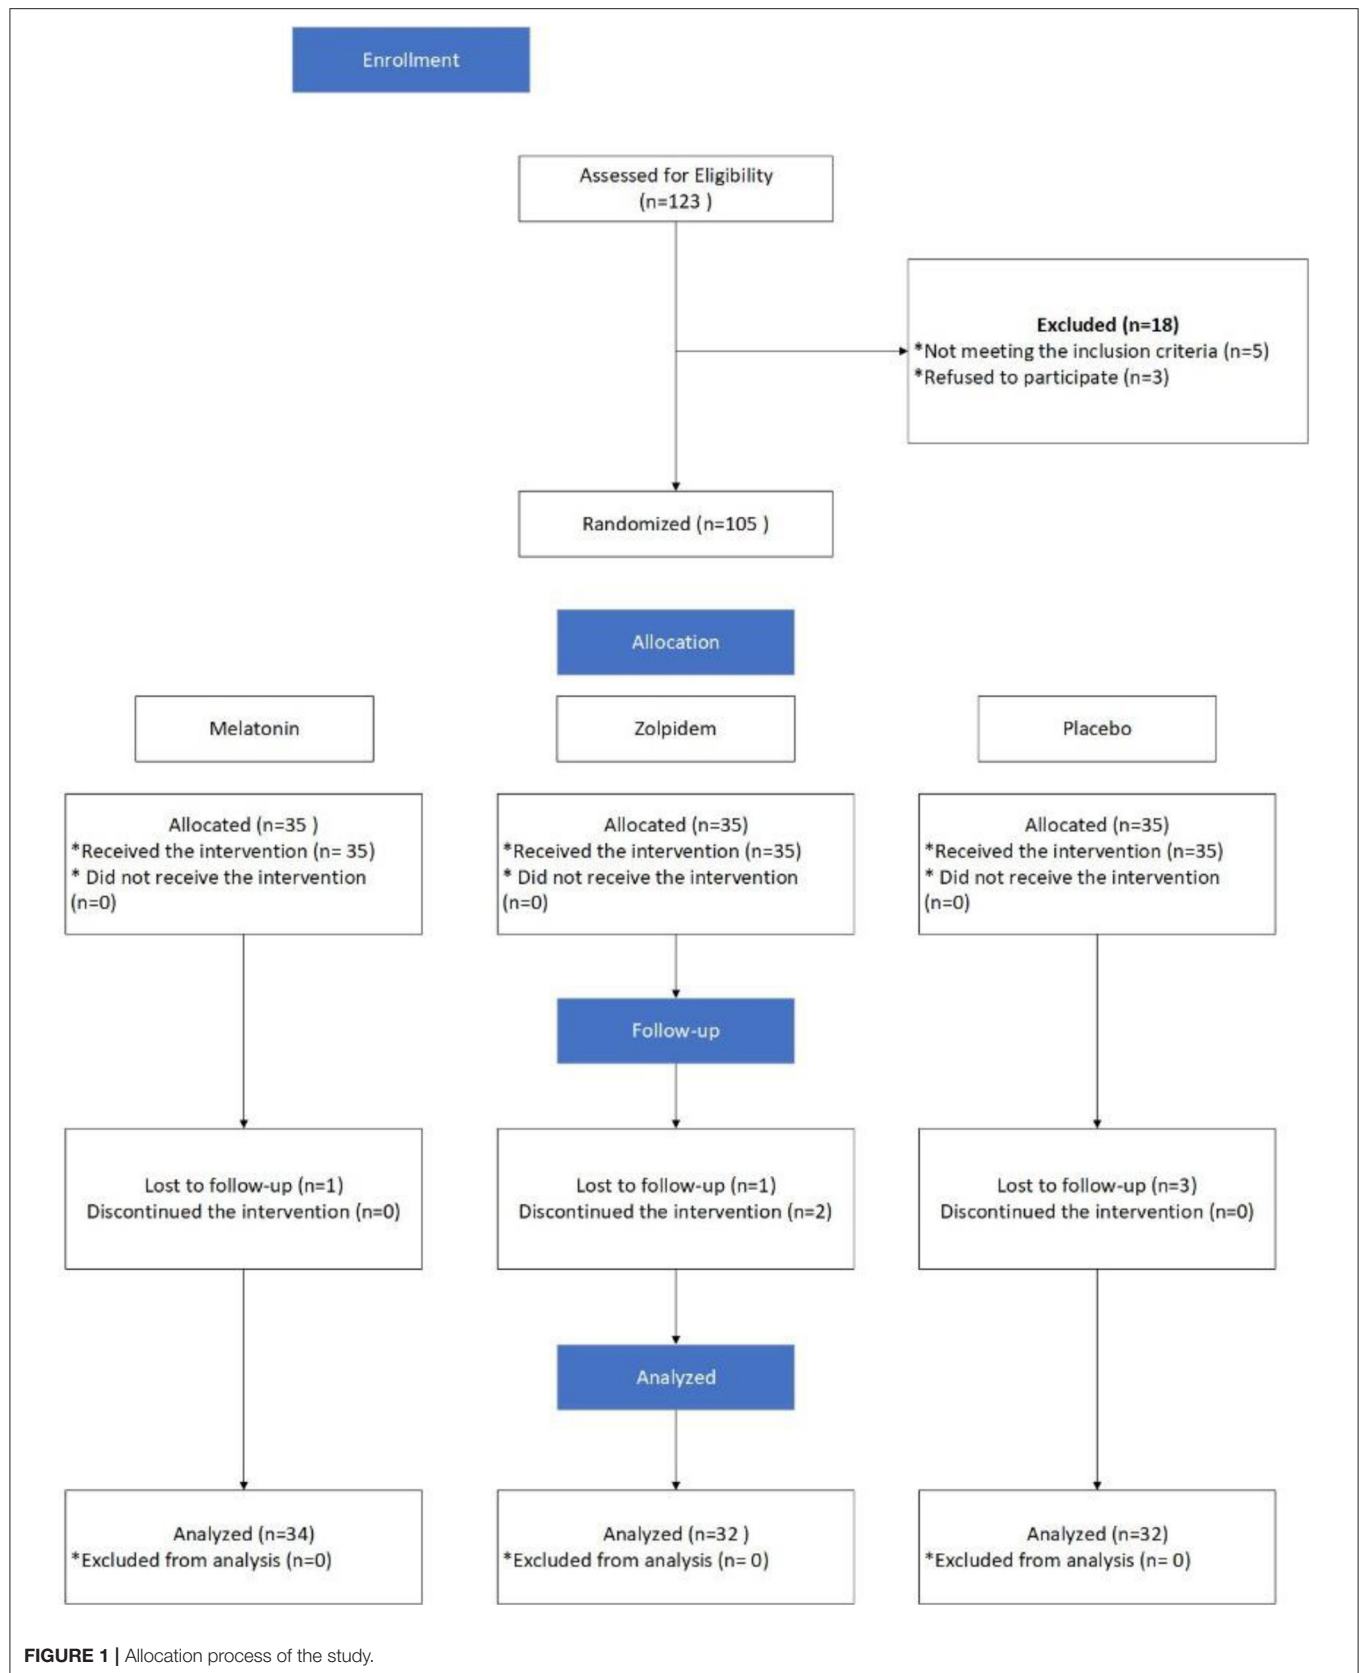 Enrollment
Assessed for Eligibility
(n=123 )
Excluded (n=18)
*Not meeting the inclusion criteria (n=5)
*Refused to participate (n=3)
Randomized (n=105 )
Allocation
Melatonin
Zolpidem
Placebo
Allocated (n=35 )
*Received the intervention (n= 35)
* Did not receive the intervention
(n=0)
Allocated (n=35)
*Received the intervention (n=35)
* Did not receive the intervention
(n=0)
Allocated (n=35)
*Received the intervention (n=35)
* Did not receive the intervention
(n=0)
Follow-up
Lost to follow-up (n=1)
Discontinued the intervention (n=0)
Lost to follow-up (n=1)
Discontinued the intervention (n=2)
Lost to follow-up (n=3)
Discontinued the intervention (n=0)
Analyzed
Analyzed (n=34)
*Excluded from analysis (n=0)
Analyzed (n=32 )
*Excluded from analysis (n= 0)
Analyzed (n=32)
*Excluded from analysis (n= 0)
FIGURE 1 | Allocation process of the study.